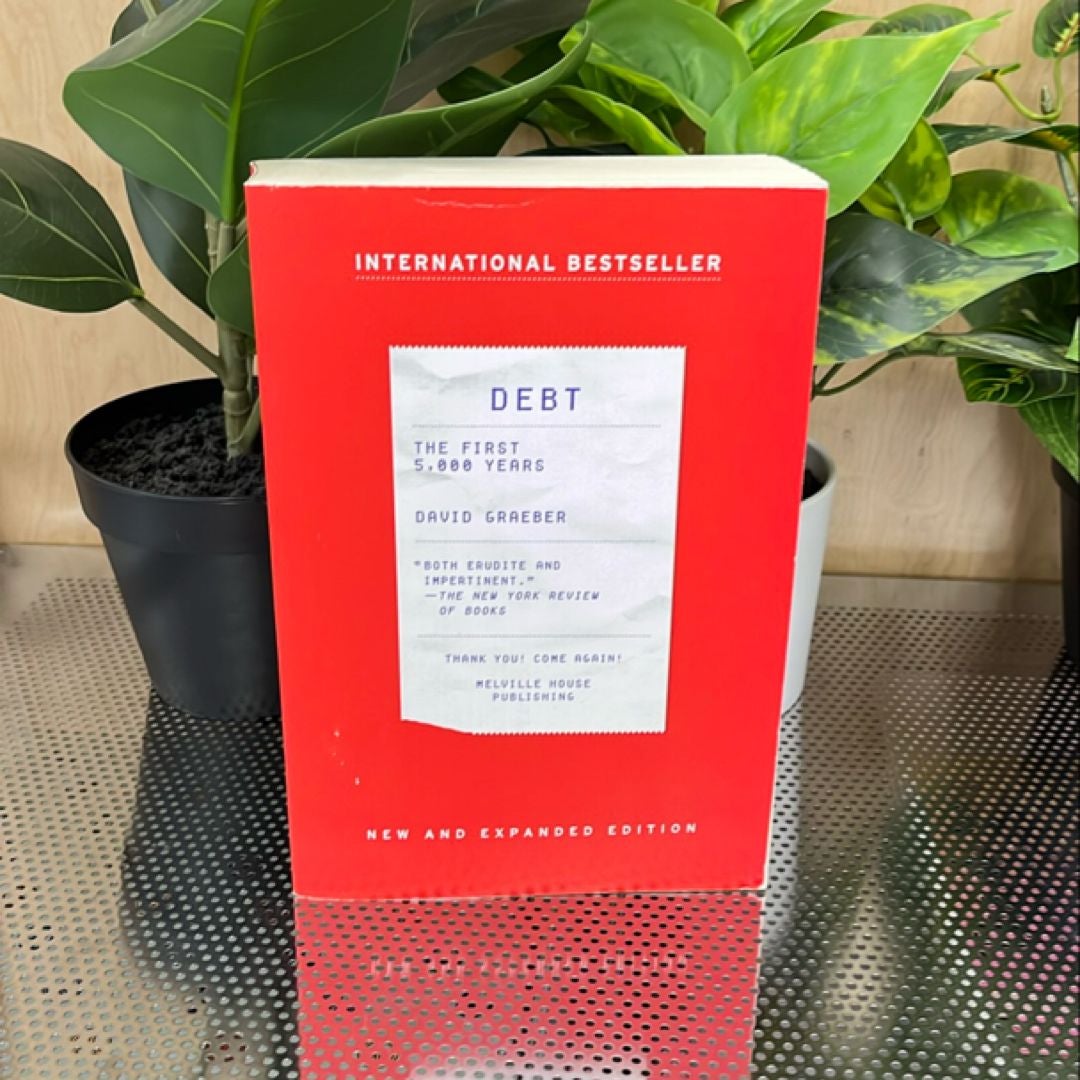 INTERNATIONAL BESTSELLER
DEBT
THE FIRST
5,000 YEARS
DAVID GRAEBER
"BOTH ERUDITE AND
IMPERTINENT."
—THE NEW YORK REVIEW
OF BOOKS
THANK YOU! COME AGAIN!
MELVILLE HOUSE
PUBLISHING
NEW AND EXPANDED EDITION